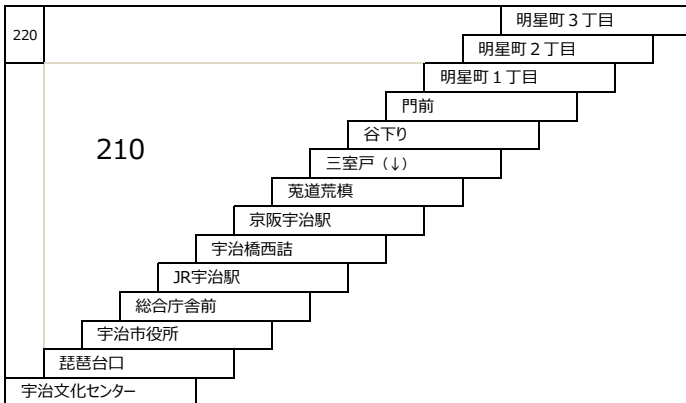 明星町３丁目
220
明星町２丁目
明星町１丁目
門前
谷下り
210
三室戸（↓）
莵道荒槙
京阪宇治駅
宇治橋西詰
JR宇治駅
総合庁舎前
宇治市役所
琵琶台口
宇治文化センター